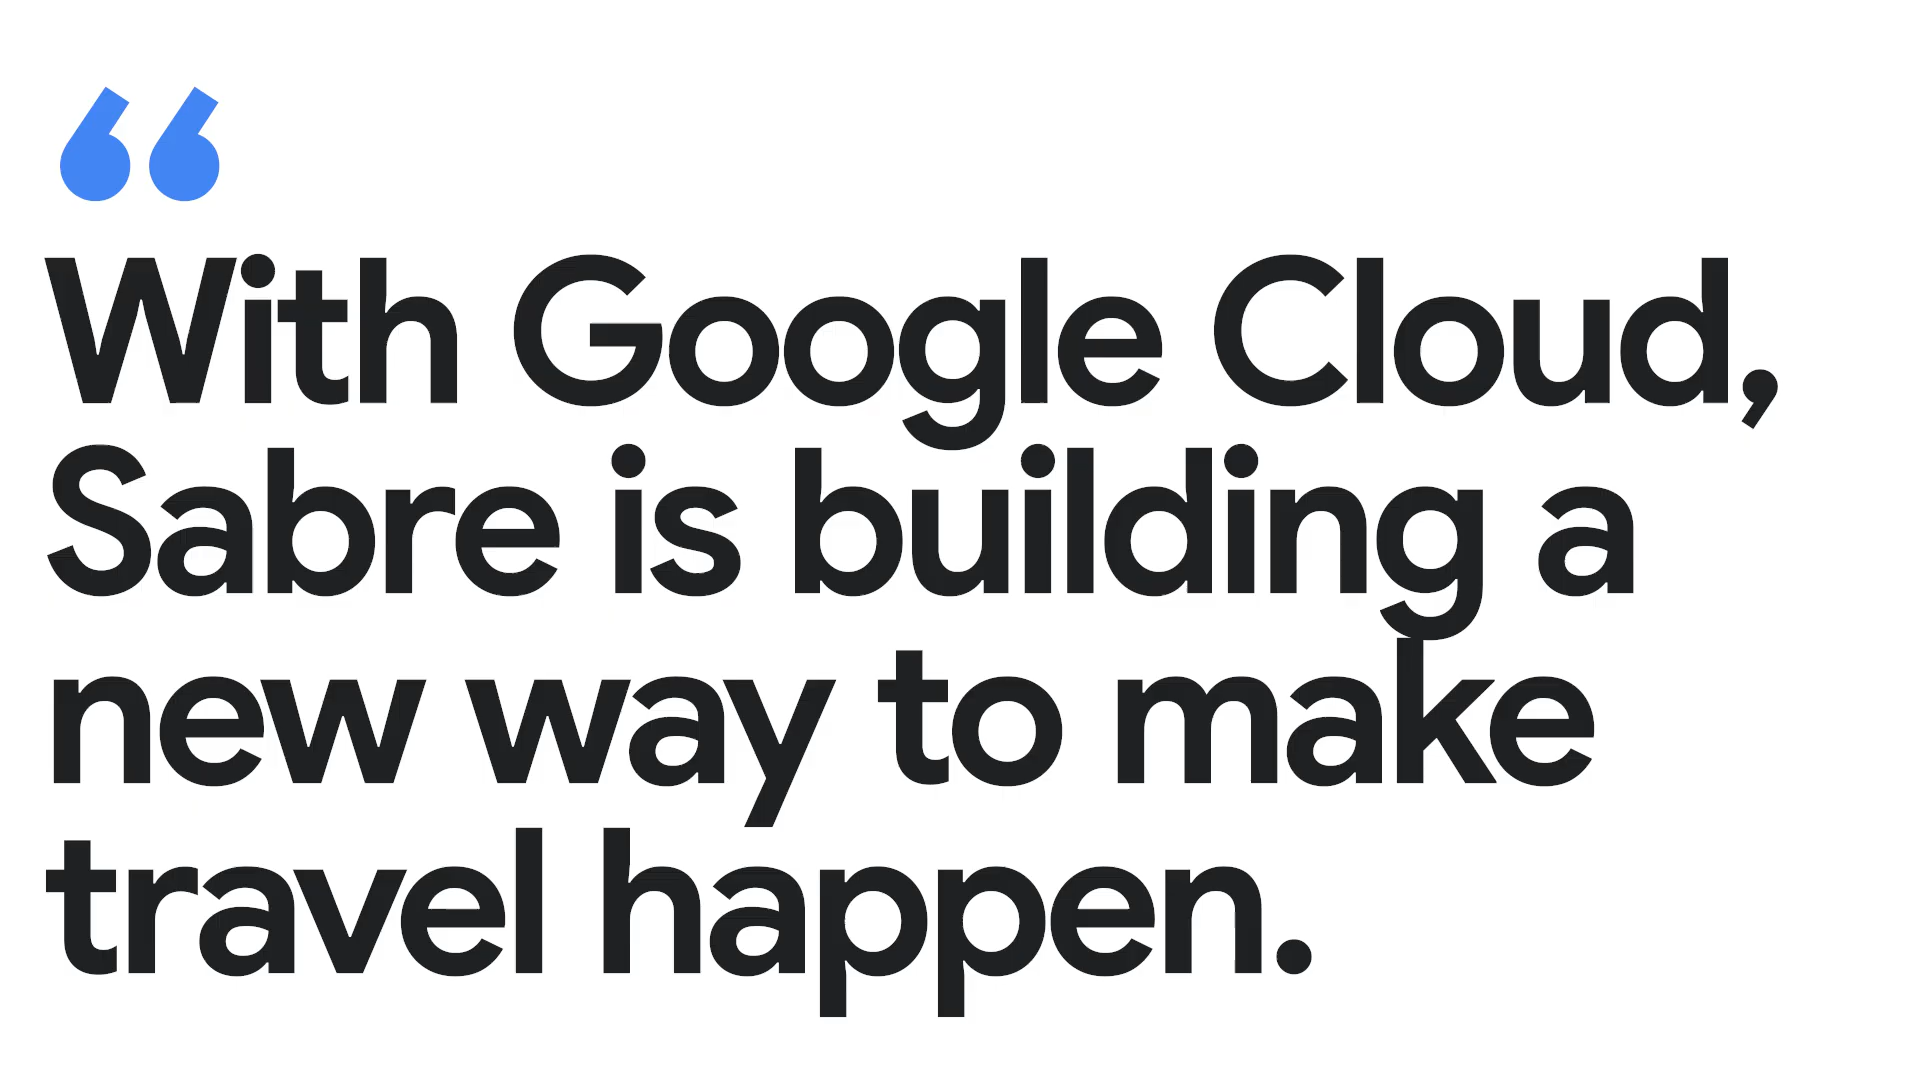 “
With Google Cloud,
Sabre is building a
new way to make
travel happen.